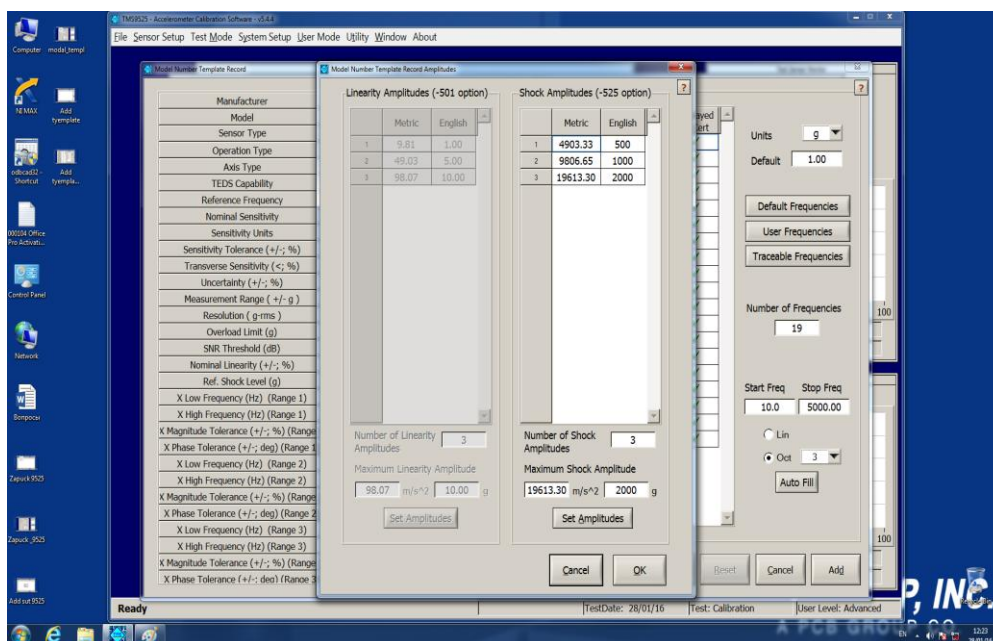 TMS9525 - Accelerometer Calibration Software - v5.4.4
File Sensor Setup Test Mode System Setup User Mode Utility Window About
Computer
modal_templ
NEMAX
Add tyemplate
odbcad32 - Shortcut
Add tyempla...
000104 Office Pro Activati...
Control Panel
Network
Вопросы
Zapuck 9525
Zapuck_9525
Add sut 9525
Model Number Template Record
Manufacturer
Model
Sensor Type
Operation Type
Axis Type
TEDS Capability
Reference Frequency
Nominal Sensitivity
Sensitivity Units
Sensitivity Tolerance (+/-; %)
Transverse Sensitivity (<; %)
Uncertainty (+/-; %)
Measurement Range ( +/- g )
Resolution ( g-rms )
Overload Limit (g)
SNR Threshold (dB)
Nominal Linearity (+/-; %)
Ref. Shock Level (g)
X Low Frequency (Hz) (Range 1)
X High Frequency (Hz) (Range 1)
X Magnitude Tolerance (+/-; %) (Range
X Phase Tolerance (+/-; deg) (Range 1
X Low Frequency (Hz) (Range 2)
X High Frequency (Hz) (Range 2)
X Magnitude Tolerance (+/-; %) (Range
X Phase Tolerance (+/-; deg) (Range 2
X Low Frequency (Hz) (Range 3)
X High Frequency (Hz) (Range 3)
X Magnitude Tolerance (+/-; %) (Range
X Phase Tolerance (+/-; deg) (Range 3
Model Number Template Record Amplitudes
?
Linearity Amplitudes (-501 option)
Metric English
1 9.81 1.00
2 49.03 5.00
3 98.07 10.00
Number of Linearity Amplitudes 3
Maximum Linearity Amplitude
98.07 m/s^2 10.00 g
Set Amplitudes
Shock Amplitudes (-525 option)
Metric English
1 4903.33 500
2 9806.65 1000
3 19613.30 2000
Number of Shock Amplitudes 3
Maximum Shock Amplitude
19613.30 m/s^2 2000 g
Set Amplitudes
Cancel OK
ayed
ert
?
Units g
Default 1.00
Default Frequencies
User Frequencies
Traceable Frequencies
Number of Frequencies
19
Start Freq Stop Freq
10.0 5000.00
Lin
Oct 3
Auto Fill
Reset Cancel Add
100
100
Ready TestDate: 28/01/16 Test: Calibration User Level: Advanced
P, INC
A PCB GROUP CO
EN 12:23